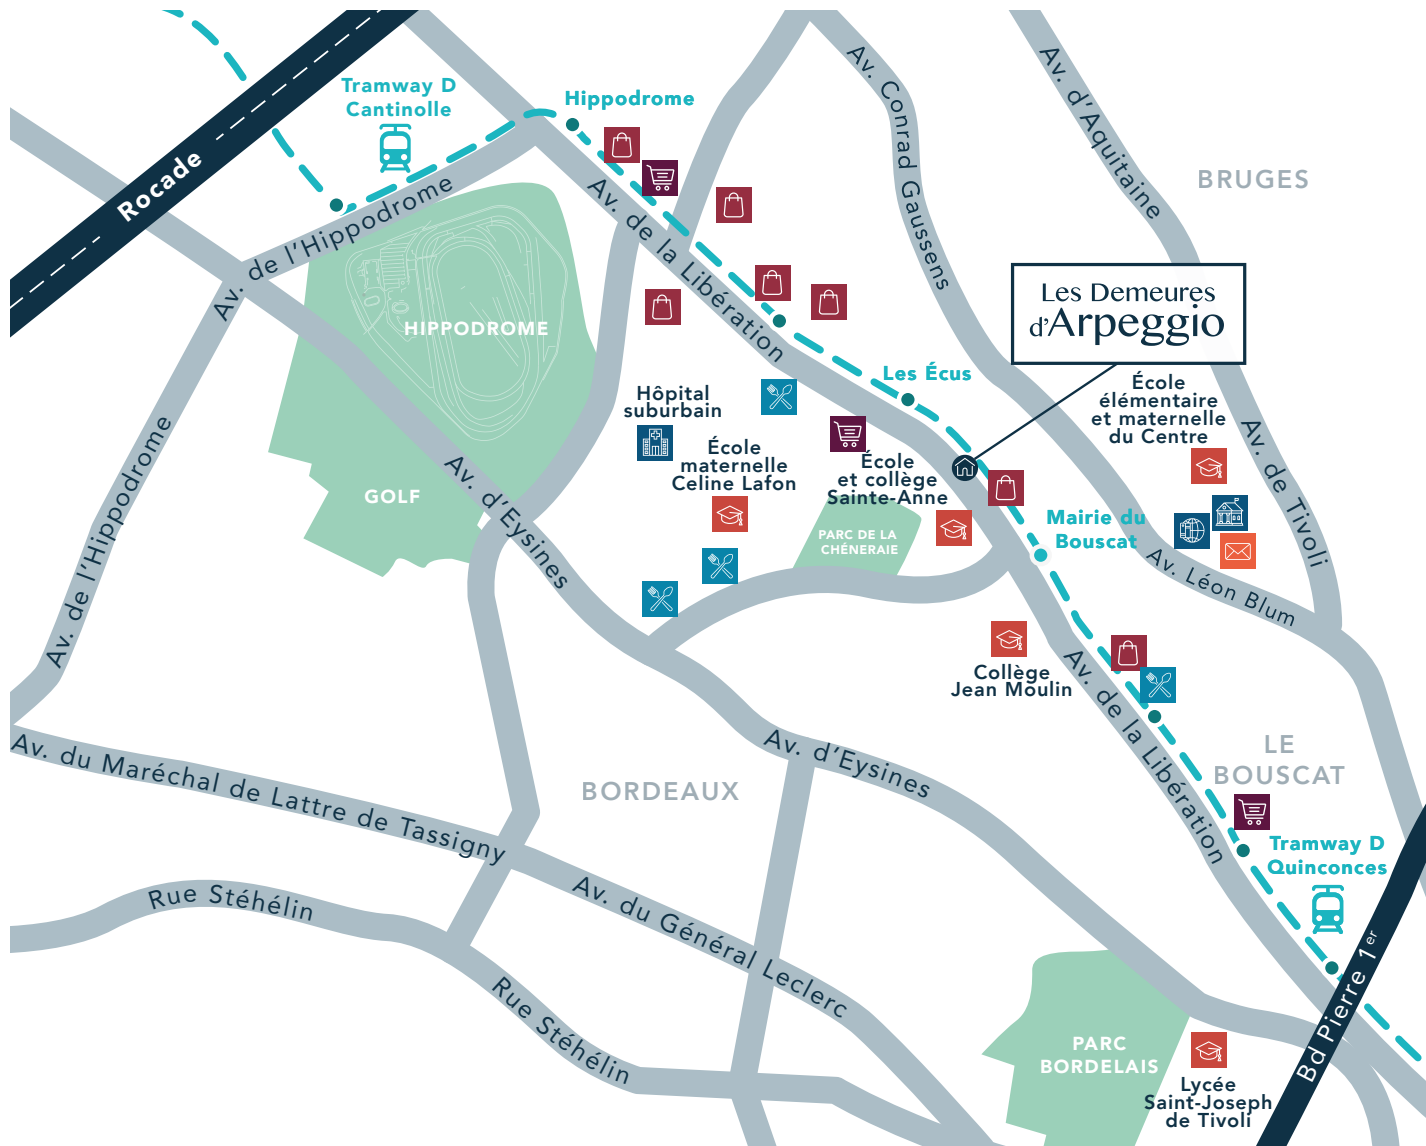 Tramway D
Cantinolle
Hippodrome
Rocade
Av. de l'Hippodrome
Av. de la Libération
Av. Conrad Gaussens
Av. d'Aquitaine
BRUGES
Les Demeures
d'Arpeggio
HIPPODROME
Les Écus
Hôpital
suburbain
École
maternelle
Celine Lafon
École
et collège
Sainte-Anne
École
élémentaire
et maternelle
du Centre
Av. de Tivoli
GOLF
Av. d'Eysines
PARC DE LA
CHÉNERAIE
Mairie du
Bouscat
Av. Léon Blum
Av. de l'Hippodrome
Collège
Jean Moulin
Av. de la Libération
LE
BOUSCAT
Av. du Maréchal de Lattre de Tassigny
BORDEAUX
Av. d'Eysines
Tramway D
Quinconces
Rue Stéhélin
Av. du Général Leclerc
Rue Stéhélin
Bd Pierre 1er
PARC
BORDELAIS
Lycée
Saint-Joseph
de Tivoli